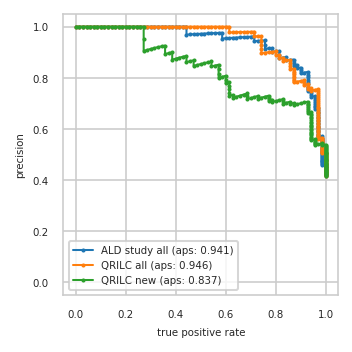 1.0
0.8
0.6
0.4
0.2
0.0
precision
ALD study all (aps: 0.941)
QRILC all (aps: 0.946)
QRILC new (aps: 0.837)
0.0 0.2 0.4 0.6 0.8 1.0
true positive rate